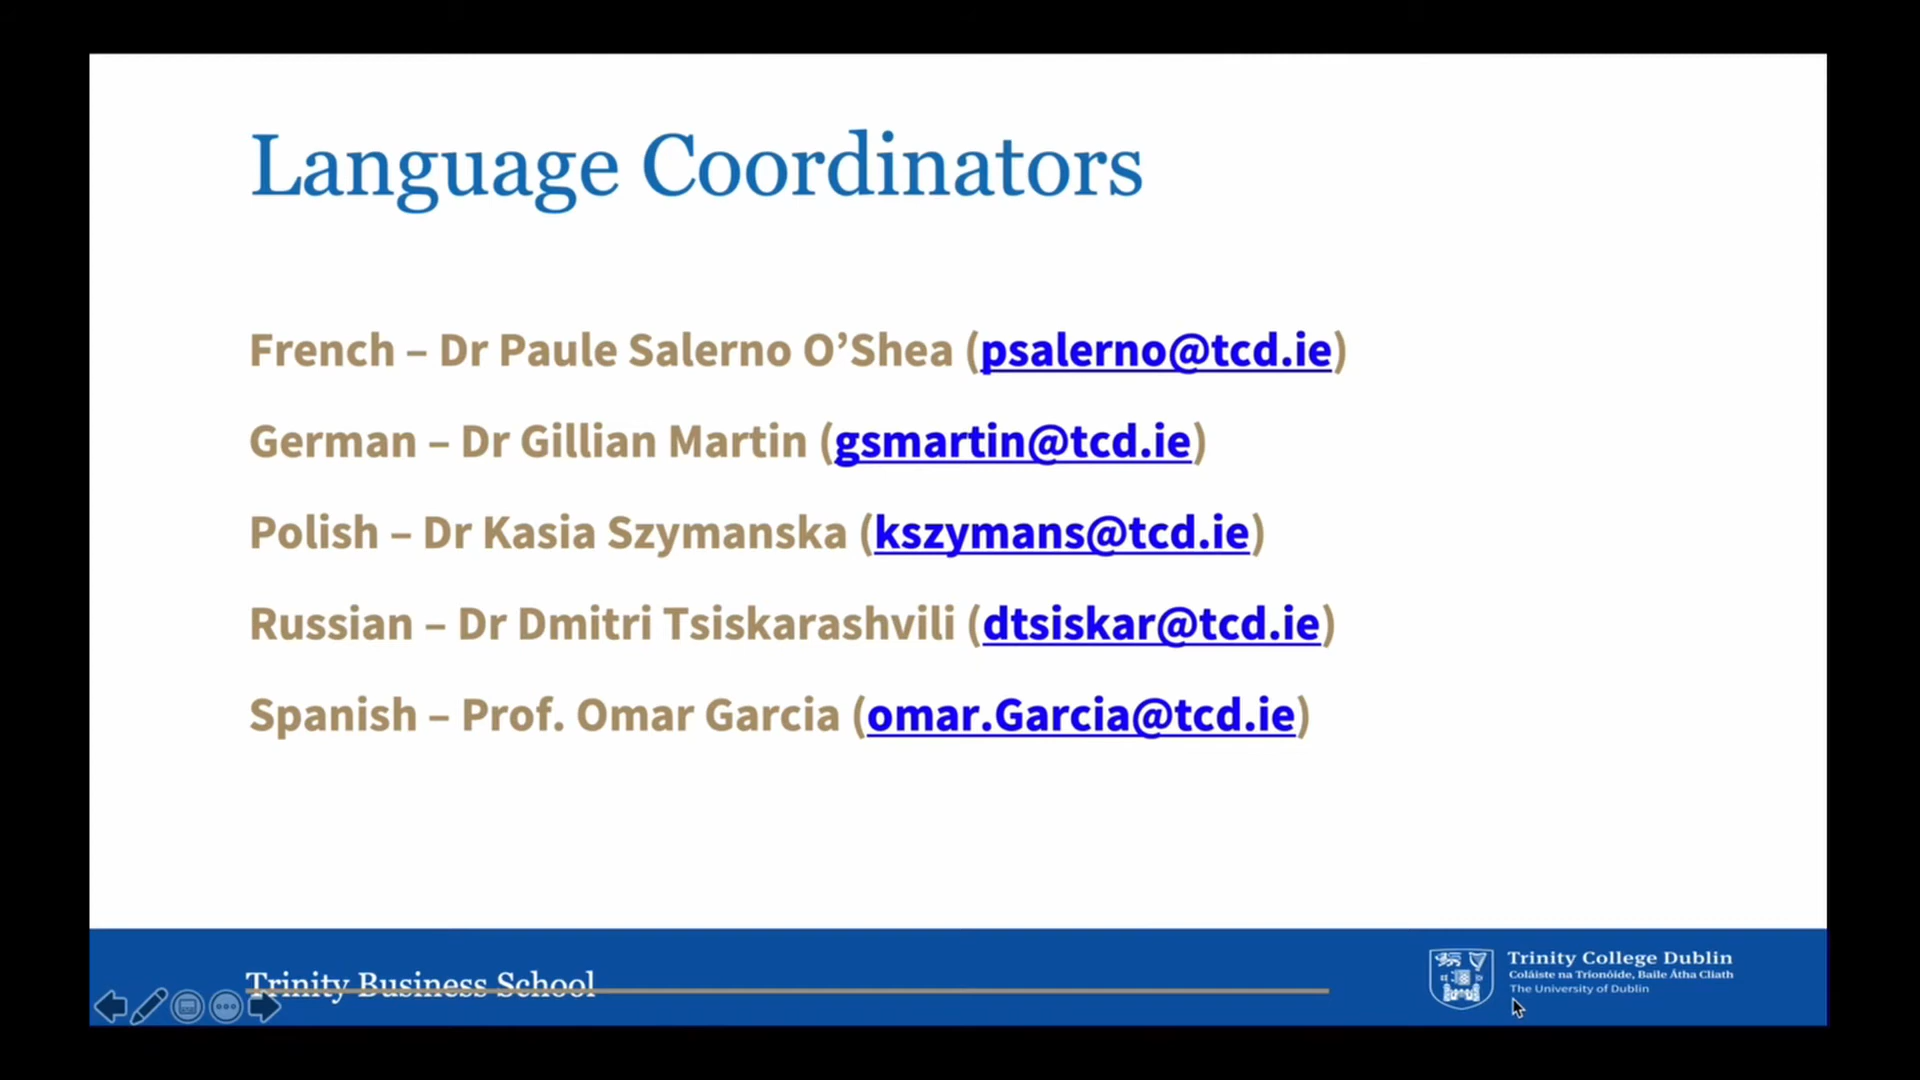 Language Coordinators
French – Dr Paule Salerno O’Shea (psalerno@tcd.ie)
German – Dr Gillian Martin (gsmartin@tcd.ie)
Polish – Dr Kasia Szymanska (kszymans@tcd.ie)
Russian – Dr Dmitri Tsiskarashvili (dtsiskar@tcd.ie)
Spanish – Prof. Omar Garcia (omar.Garcia@tcd.ie)
Trinity Business School
Trinity College Dublin
Coláiste na Tríonóide, Baile Átha Cliath
The University of Dublin